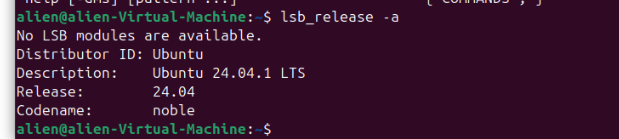 alien@alien-Virtual-Machine:~$ lsb_release -a
No LSB modules are available.
Distributor ID: Ubuntu
Description:    Ubuntu 24.04.1 LTS
Release:        24.04
Codename:       noble
alien@alien-Virtual-Machine:~$